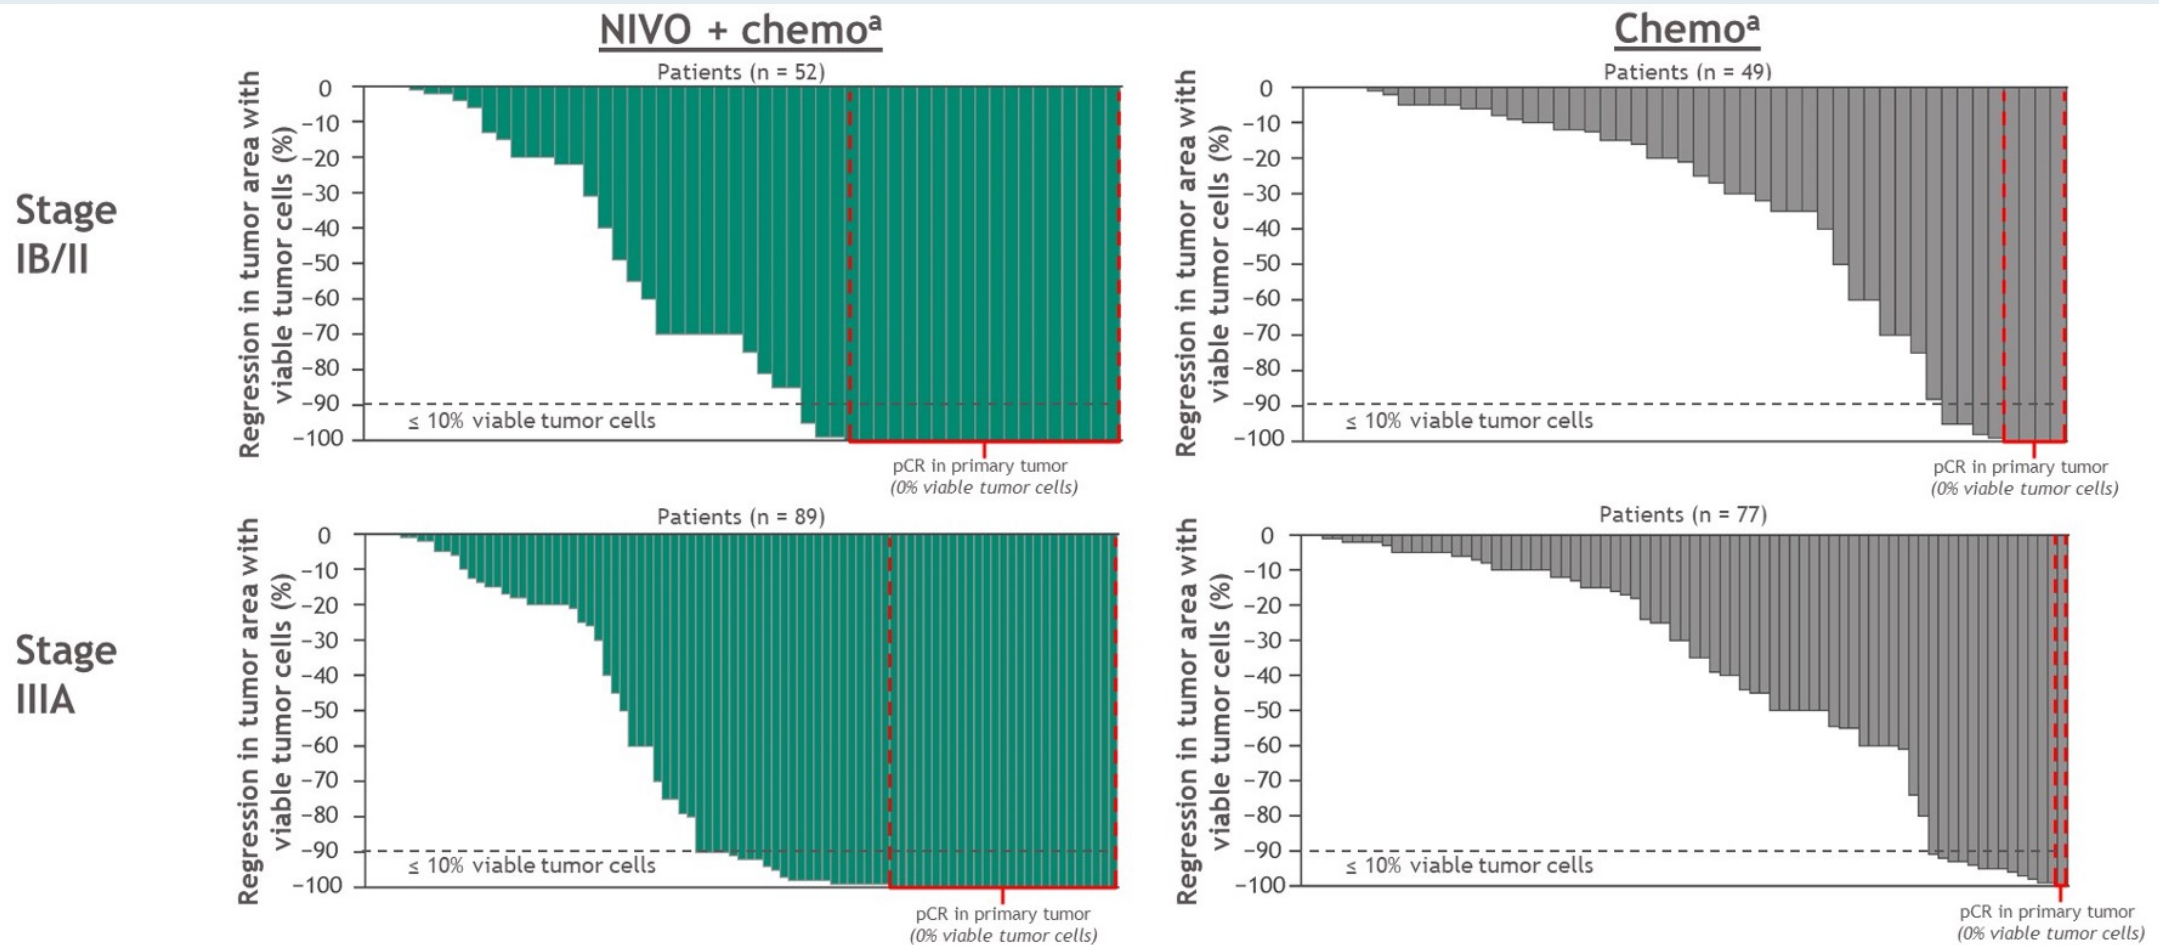 NIVO + chemoᵃ
Chemoᵃ
Stage
IB/II
Patients (n = 52)
Regression in tumor area with
viable tumor cells (%)
0
−10
−20
−30
−40
−50
−60
−70
−80
−90
−100
≤ 10% viable tumor cells
pCR in primary tumor
(0% viable tumor cells)
Patients (n = 49)
Regression in tumor area with
viable tumor cells (%)
0
−10
−20
−30
−40
−50
−60
−70
−80
−90
−100
≤ 10% viable tumor cells
pCR in primary tumor
(0% viable tumor cells)
Stage
IIIA
Patients (n = 89)
Regression in tumor area with
viable tumor cells (%)
0
−10
−20
−30
−40
−50
−60
−70
−80
−90
−100
≤ 10% viable tumor cells
pCR in primary tumor
(0% viable tumor cells)
Patients (n = 77)
Regression in tumor area with
viable tumor cells (%)
0
−10
−20
−30
−40
−50
−60
−70
−80
−90
−100
≤ 10% viable tumor cells
pCR in primary tumor
(0% viable tumor cells)